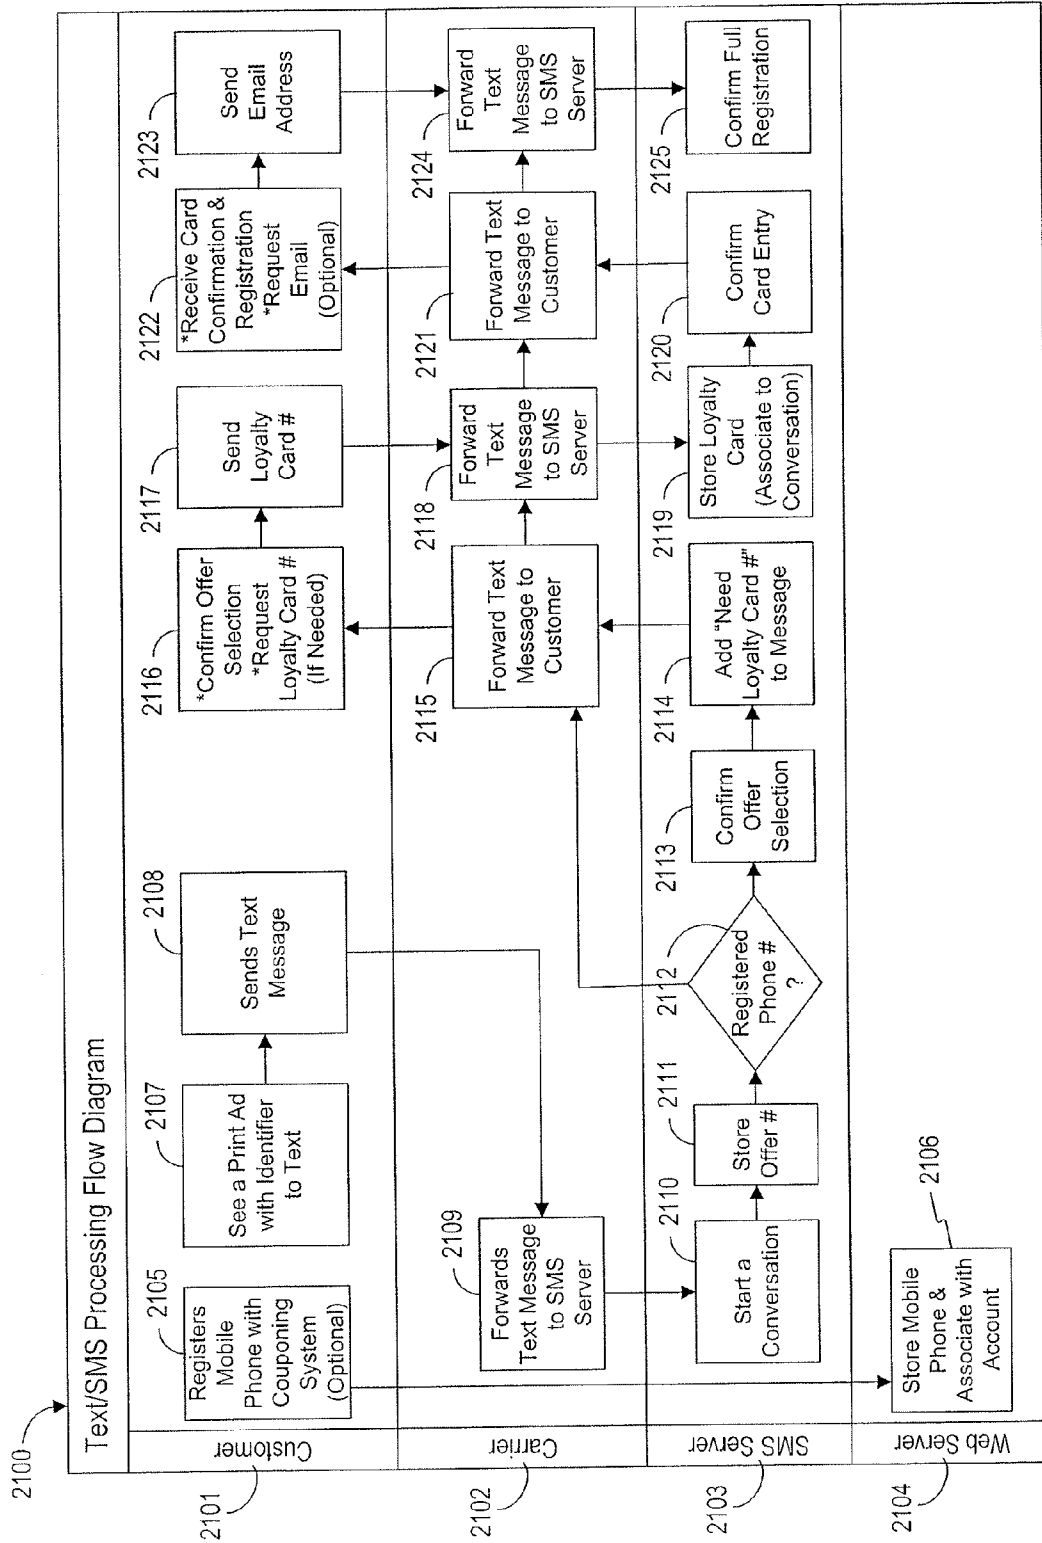 2100
Text/SMS Processing Flow Diagram
2101
Customer
2105
Registers
Mobile
Phone with
Couponing
System
(Optional)
2107
See a Print Ad
with Identifier
to Text
2108
Sends Text
Message
2116
*Confirm Offer
Selection
*Request
Loyalty Card #
(If Needed)
2117
Send
Loyalty
Card #
2122
*Receive Card
Confirmation &
Registration
*Request
Email
(Optional)
2123
Send
Email
Address
2102
Carrier
2109
Forwards
Text Message
to SMS
Server
2115
Forward Text
Message to
Customer
2118
Forward
Text
Message
to SMS
Server
2121
Forward Text
Message to
Customer
2124
Forward
Text
Message
to SMS
Server
2103
SMS Server
2110
Start a
Conversation
2111
Store
Offer #
2112
Registered
Phone #
?
2113
Confirm
Offer
Selection
2114
Add "Need
Loyalty Card #"
to Message
2119
Store Loyalty
Card
(Associate to
Conversation)
2120
Confirm
Card Entry
2125
Confirm Full
Registration
2104
Web Server
2106
Store Mobile
Phone &
Associate with
Account